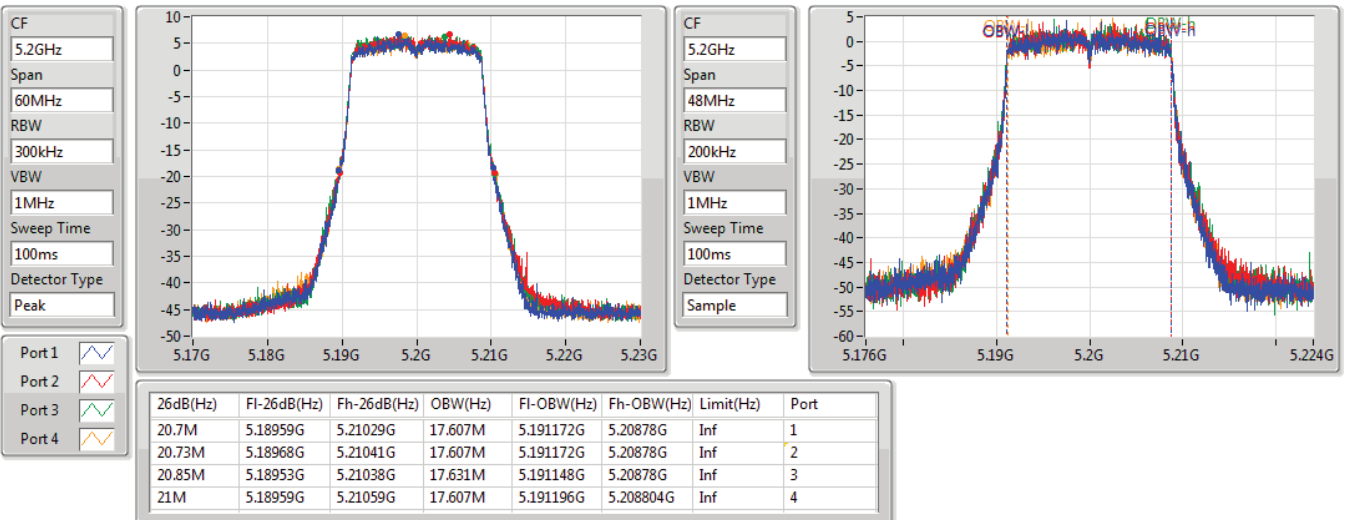 CF
5.2GHz
Span
60MHz
RBW
300kHz
VBW
1MHz
Sweep Time
100ms
Detector Type
Peak
10
5
0
-5
-10
-15
-20
-25
-30
-35
-40
-45
-50
5.17G 5.18G 5.19G 5.2G 5.21G 5.22G 5.23G
CF
5.2GHz
Span
48MHz
RBW
200kHz
VBW
1MHz
Sweep Time
100ms
Detector Type
Sample
5
0
-5
-10
-15
-20
-25
-30
-35
-40
-45
-50
-55
-60
OBW-l OBW-h
5.176G 5.19G 5.2G 5.21G 5.224G
Port 1
Port 2
Port 3
Port 4
26dB(Hz) Fl-26dB(Hz) Fh-26dB(Hz) OBW(Hz) Fl-OBW(Hz) Fh-OBW(Hz) Limit(Hz) Port
20.7M 5.18959G 5.21029G 17.607M 5.191172G 5.20878G Inf 1
20.73M 5.18968G 5.21041G 17.607M 5.191172G 5.20878G Inf 2
20.85M 5.18953G 5.21038G 17.631M 5.191148G 5.20878G Inf 3
21M 5.18959G 5.21059G 17.607M 5.191196G 5.208804G Inf 4